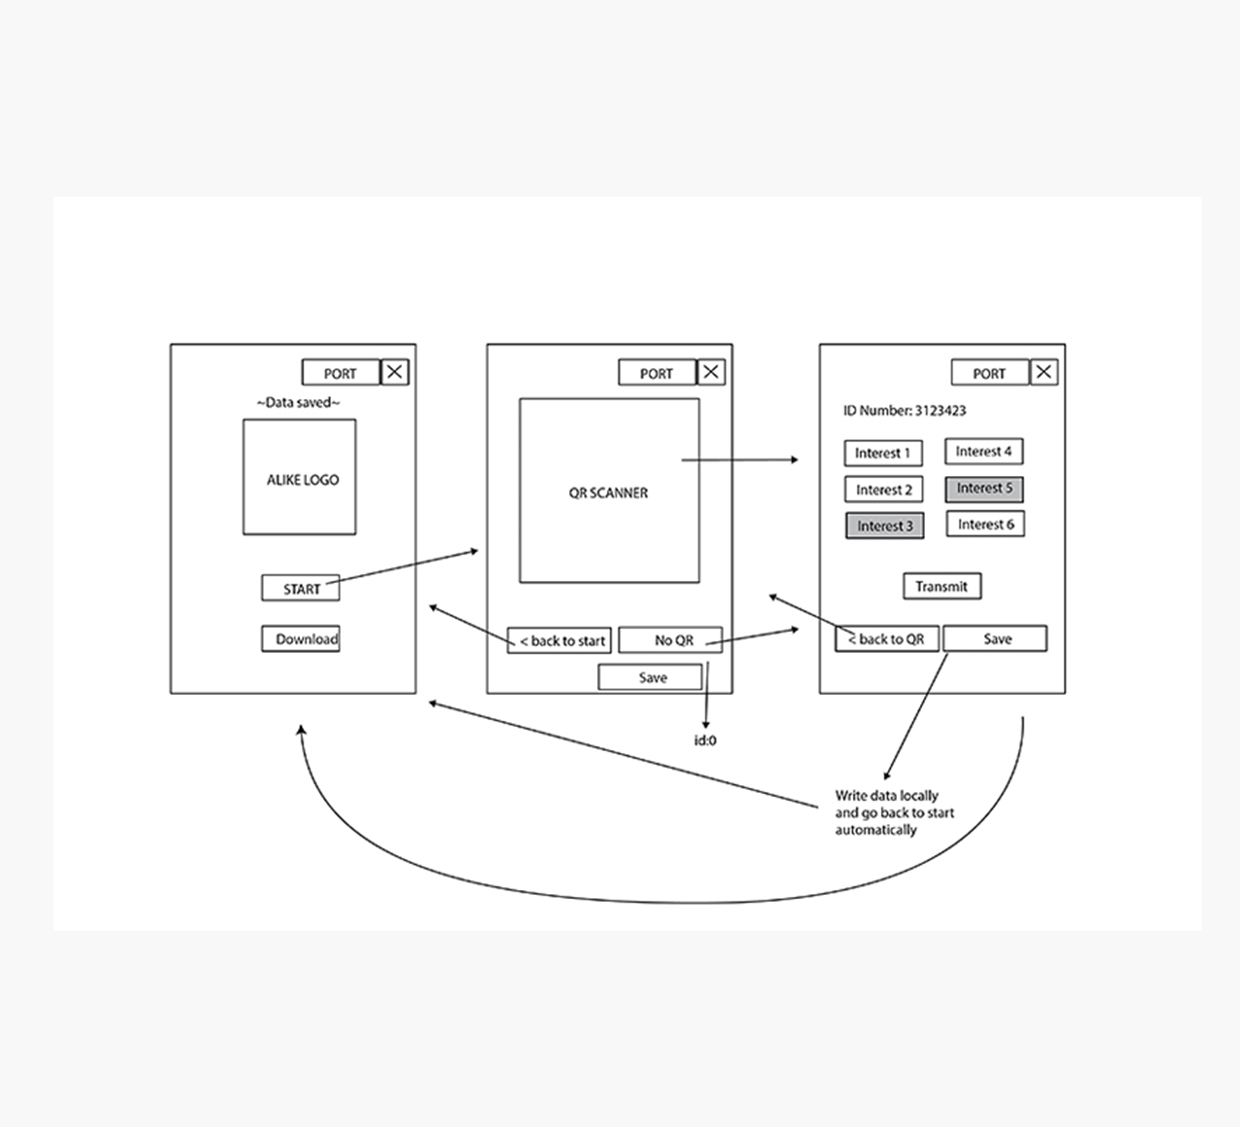 PORT
~Data saved~
ALIKE LOGO
START
Download
PORT
QR SCANNER
< back to start
No QR
Save
id:0
PORT
ID Number: 3123423
Interest 1
Interest 4
Interest 2
Interest 5
Interest 3
Interest 6
Transmit
< back to QR
Save
Write data locally
and go back to start
automatically